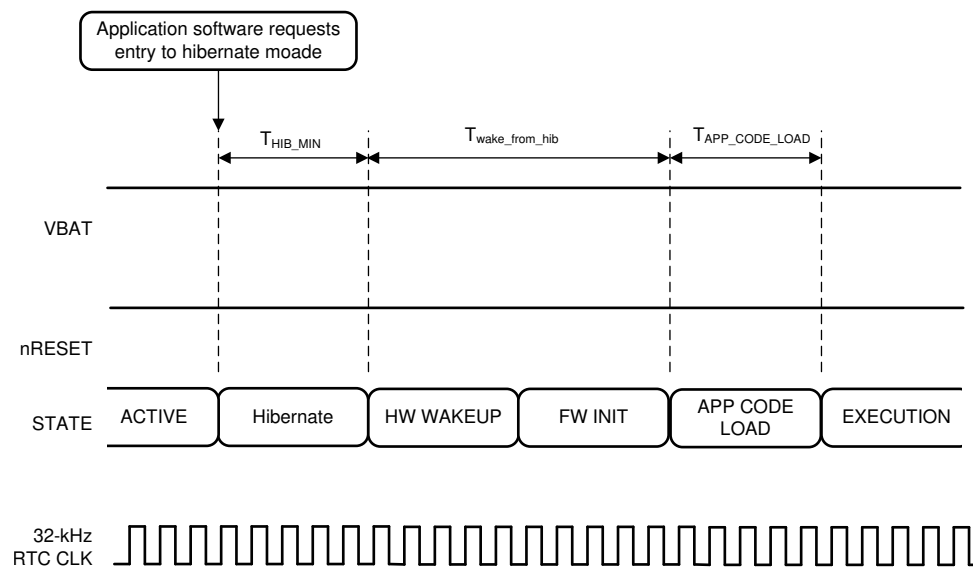 Application software requests
entry to hibernate moade
THIB_MIN
Twake_from_hib
TAPP_CODE_LOAD
VBAT
nRESET
STATE
ACTIVE
Hibernate
HW WAKEUP
FW INIT
APP CODE
LOAD
EXECUTION
32-kHz
RTC CLK